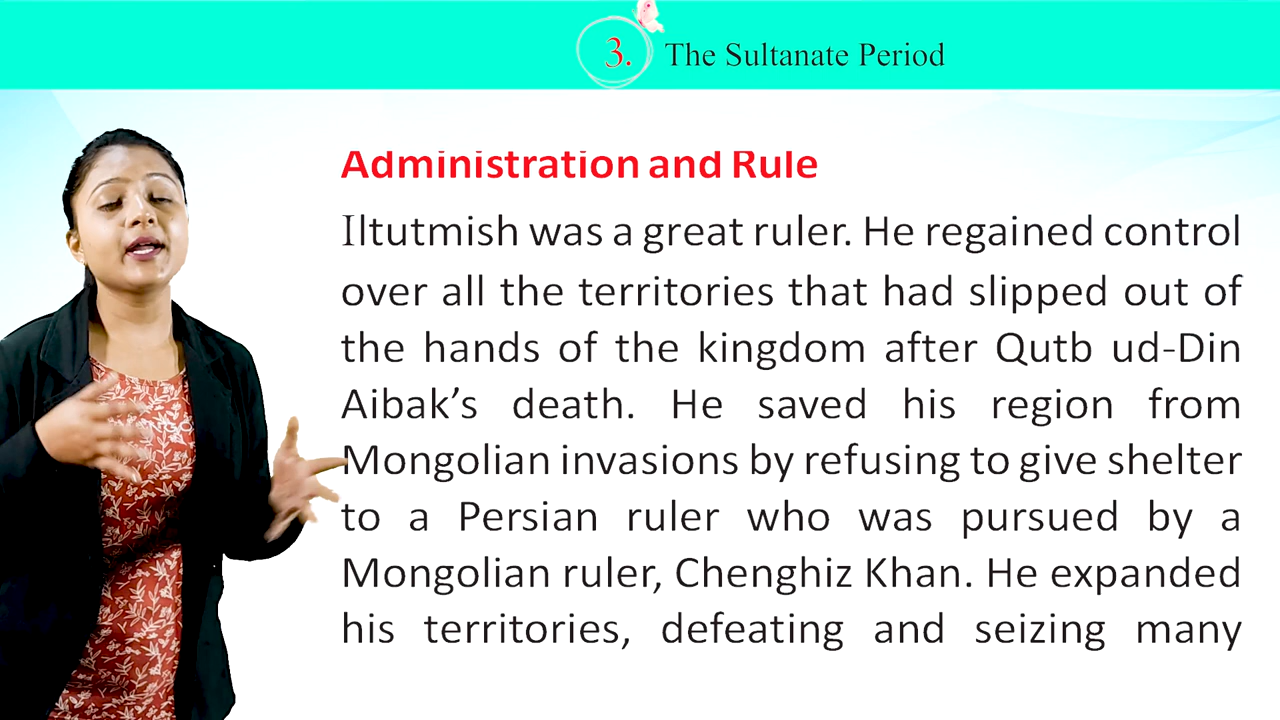 3. The Sultanate Period
Administration and Rule
Iltutmish was a great ruler. He regained control
over all the territories that had slipped out of
the hands of the kingdom after Qutb ud-Din
Aibak’s death. He saved his region from
Mongolian invasions by refusing to give shelter
to a Persian ruler who was pursued by a
Mongolian ruler, Chenghiz Khan. He expanded
his territories, defeating and seizing many